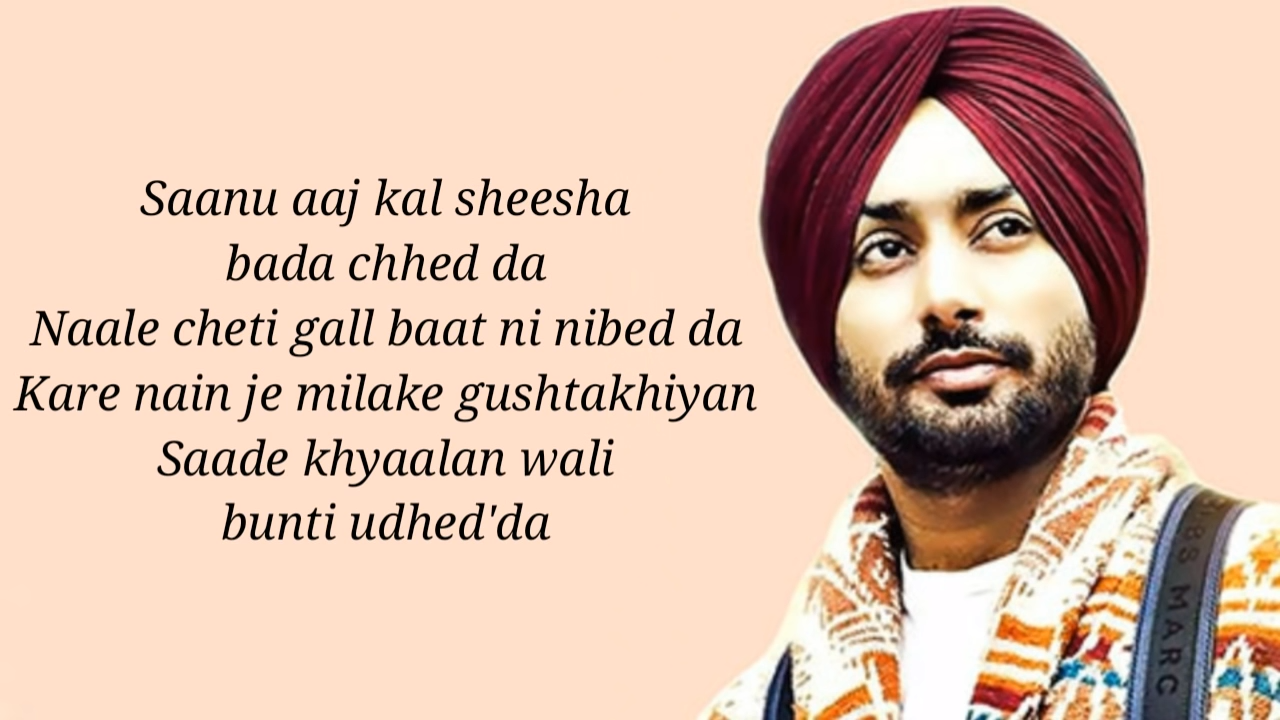 Saanu aaj kal sheesha
bada chhed da
Naale cheti gall baat ni nibed da
Kare nain je milake gushtakhiyan
Saade khyaalan wali
bunti udhed'da
MARC